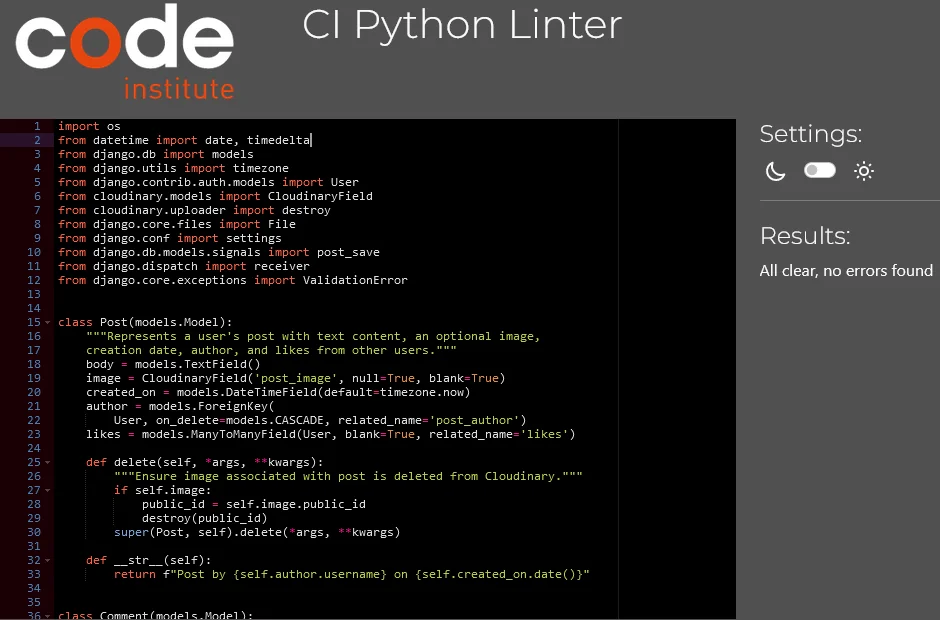 code
institute
CI Python Linter
1 import os
2 from datetime import date, timedelta
3 from django.db import models
4 from django.utils import timezone
5 from django.contrib.auth.models import User
6 from cloudinary.models import CloudinaryField
7 from cloudinary.uploader import destroy
8 from django.core.files import File
9 from django.conf import settings
10 from django.db.models.signals import post_save
11 from django.dispatch import receiver
12 from django.core.exceptions import ValidationError
13
14
15 class Post(models.Model):
16     """Represents a user's post with text content, an optional image,
17     creation date, author, and likes from other users."""
18     body = models.TextField()
19     image = CloudinaryField('post_image', null=True, blank=True)
20     created_on = models.DateTimeField(default=timezone.now)
21     author = models.ForeignKey(
22         User, on_delete=models.CASCADE, related_name='post_author')
23     likes = models.ManyToManyField(User, blank=True, related_name='likes')
24
25     def delete(self, *args, **kwargs):
26         """Ensure image associated with post is deleted from Cloudinary."""
27         if self.image:
28             public_id = self.image.public_id
29             destroy(public_id)
30         super(Post, self).delete(*args, **kwargs)
31
32     def __str__(self):
33         return f"Post by {self.author.username} on {self.created_on.date()}"
34
35
36 class Comment(models.Model):
Settings:
Results:
All clear, no errors found